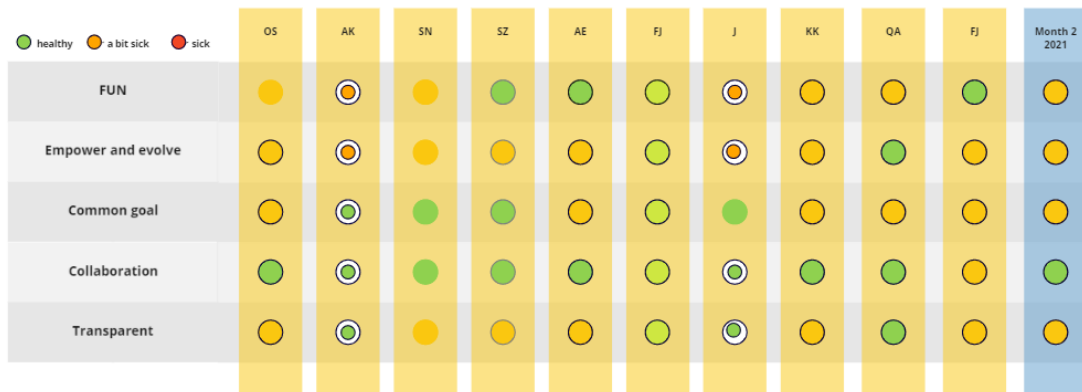 OS AK SN SZ AE FJ J KK QA FJ Month 2
2021
healthy a bit sick sick
FUN
Empower and evolve
Common goal
Collaboration
Transparent